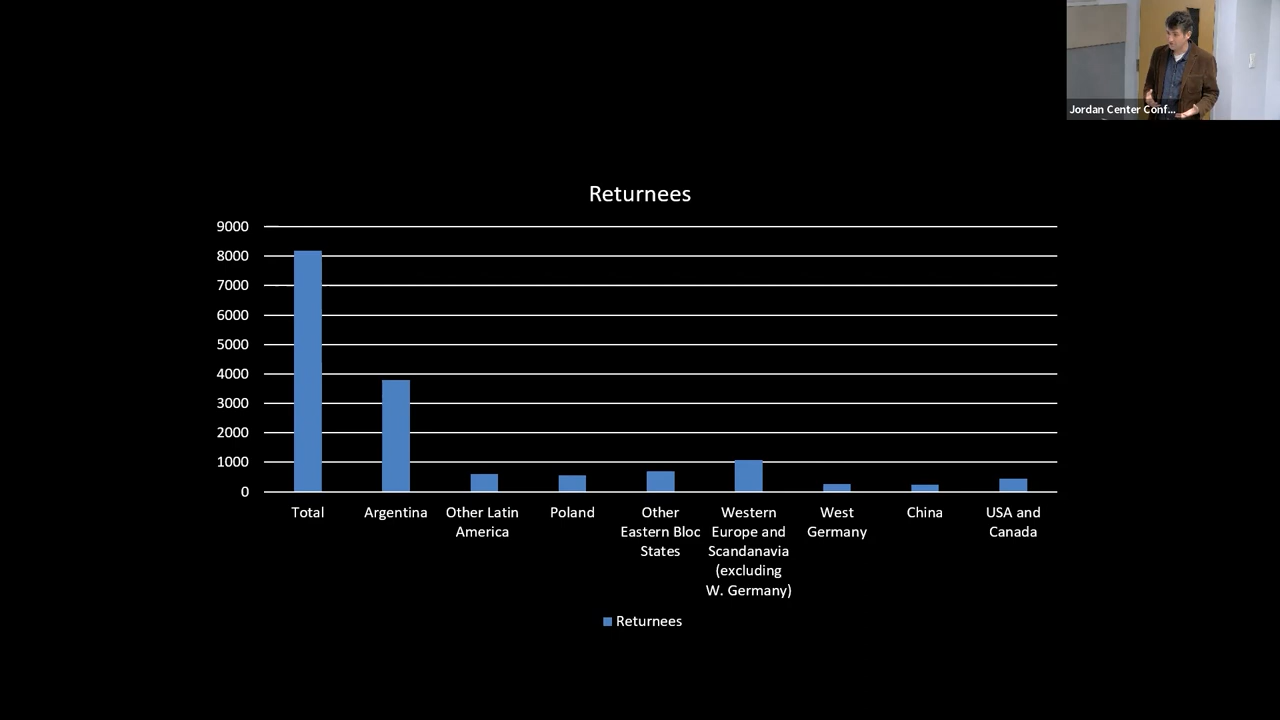 Jordan Center Conf...
Returnees
9000
8000
7000
6000
5000
4000
3000
2000
1000
0
Total
Argentina
Other Latin
America
Poland
Other
Eastern Bloc
States
Western
Europe and
Scandanavia
(excluding
W. Germany)
West
Germany
China
USA and
Canada
Returnees